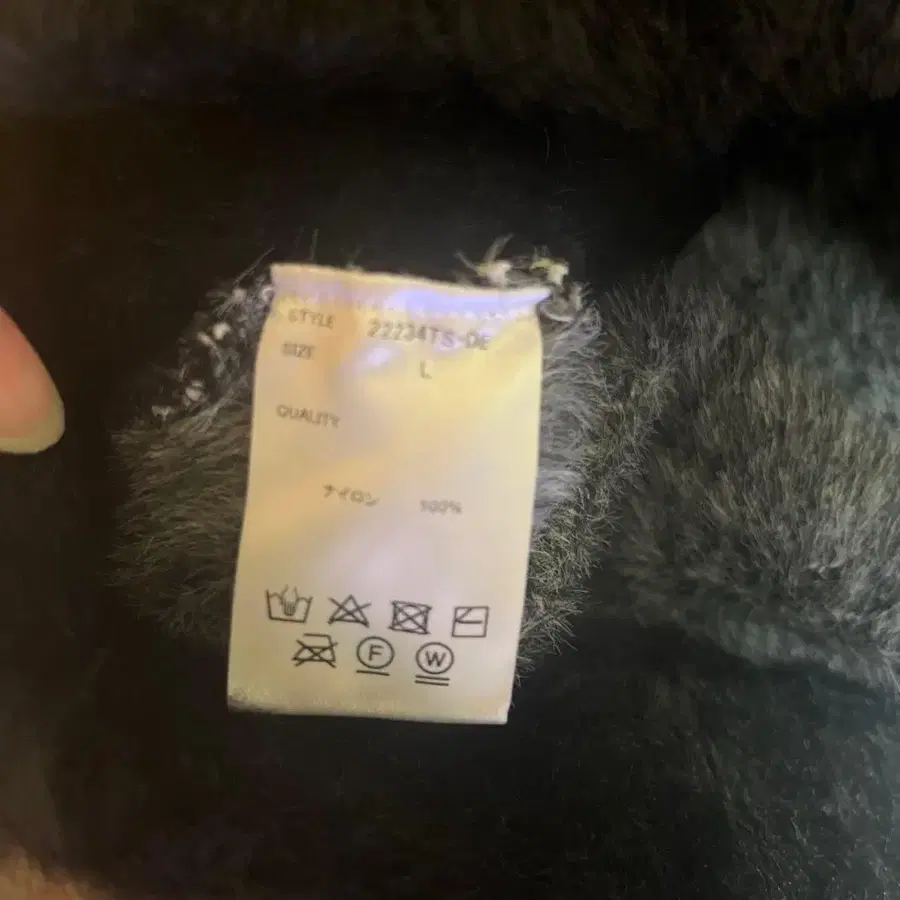 STYLE 22234TS-DE
SIZE L
QUALITY
ナイロン 100%
F W